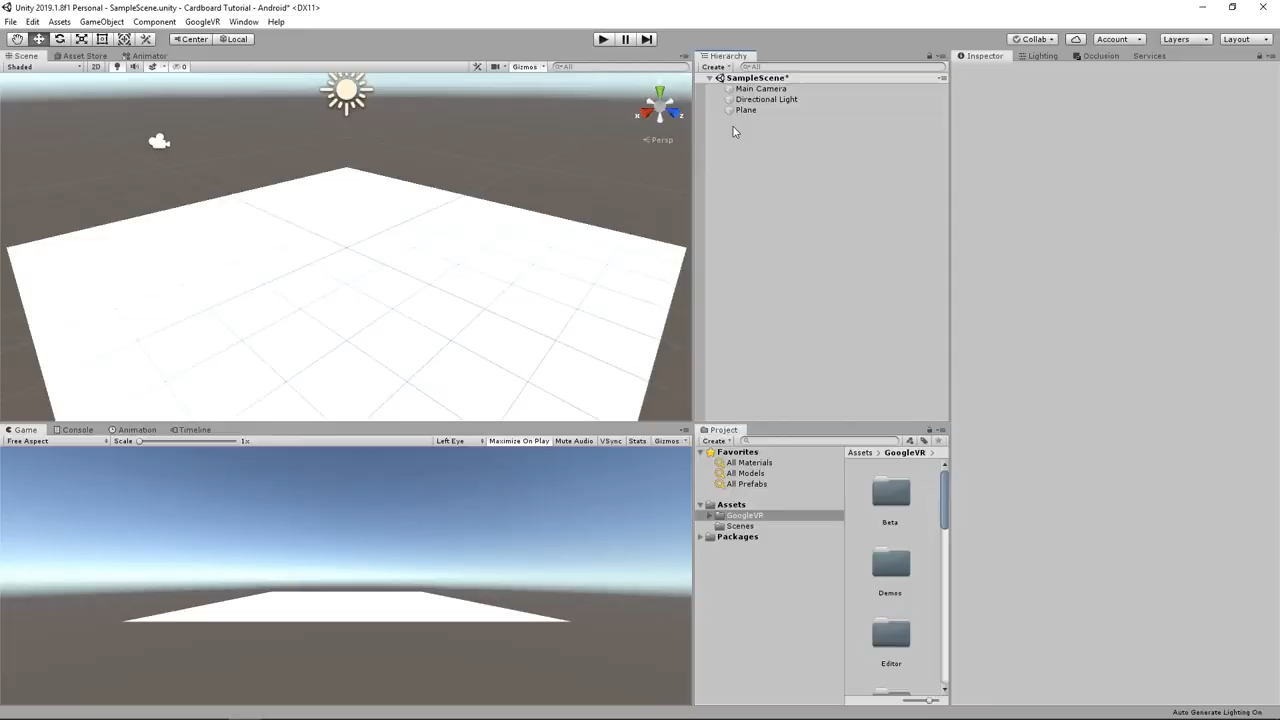 Unity 2019.1.8f1 Personal - SampleScene.unity - Cardboard Tutorial - Android* <DX11>
File Edit Assets GameObject Component GoogleVR Window Help
Center Local Collab Account Layers Layout
Scene Asset Store Animator
Shaded 2D 0 Gizmos All
x z
Persp
Hierarchy
Create All
SampleScene*
Main Camera
Directional Light
Plane
Inspector Lighting Occlusion Services
Game Console Animation Timeline
Free Aspect Scale 1x Left Eye Maximize On Play Mute Audio VSync Stats Gizmos
Project
Create
Favorites
All Materials
All Models
All Prefabs
Assets
GoogleVR
Scenes
Packages
Assets > GoogleVR >
Beta
Demos
Editor
Auto Generate Lighting On